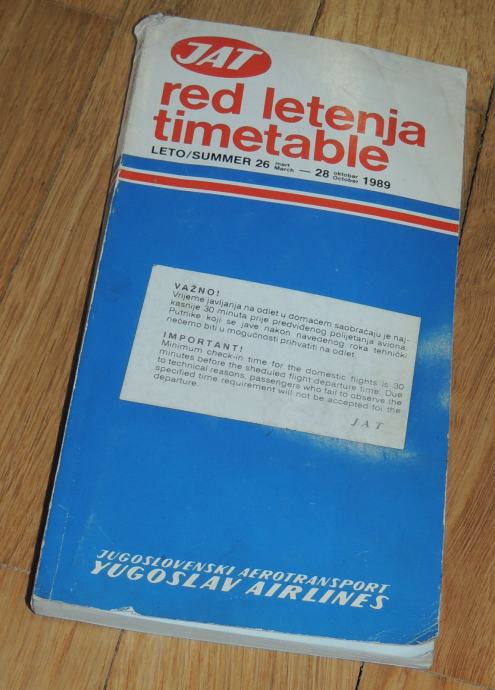 JAT
red letenja
timetable
LETO/SUMMER 26 mart March — 28 oktobar October 1989
VAŽNO!
Vrijeme javljanja na odlet u domaćem saobraćaju je naj-
kasnije 30 minuta prije predviđenog polijetanja aviona.
Putnike koji se jave nakon navedenog roka tehnički
nećemo biti u mogućnosti prihvatiti na odlet.
IMPORTANT!
Minimum check-in time for the domestic flights is 30
minutes before the sheduled flight departure time. Due
to technical reasons, passengers who fail to observe the
specified time requirement will not be accepted for the
departure.
JAT
JUGOSLOVENSKI AEROTRANSPORT
YUGOSLAV AIRLINES